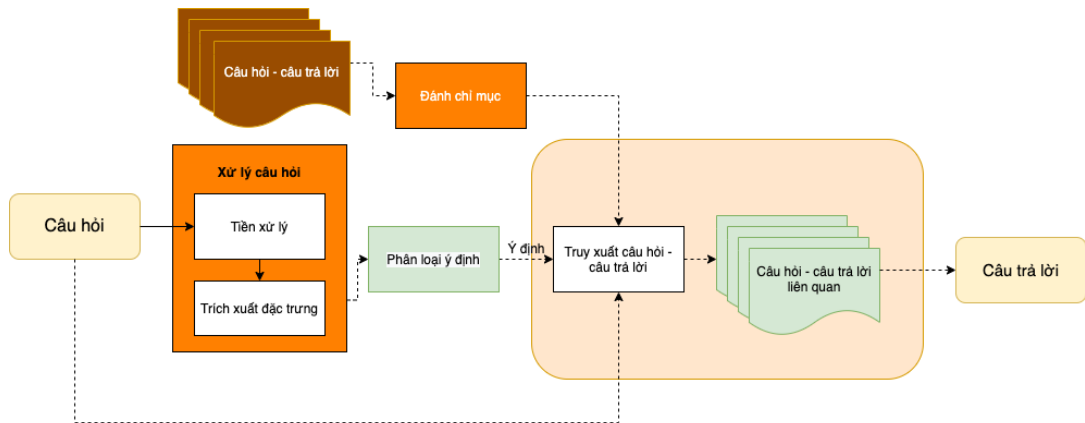 Câu hỏi - câu trả lời
Đánh chỉ mục
Xử lý câu hỏi
Câu hỏi
Tiền xử lý
Trích xuất đặc trưng
Phân loại ý định
Ý định
Truy xuất câu hỏi -
câu trả lời
Câu hỏi - câu trả lời
liên quan
Câu trả lời